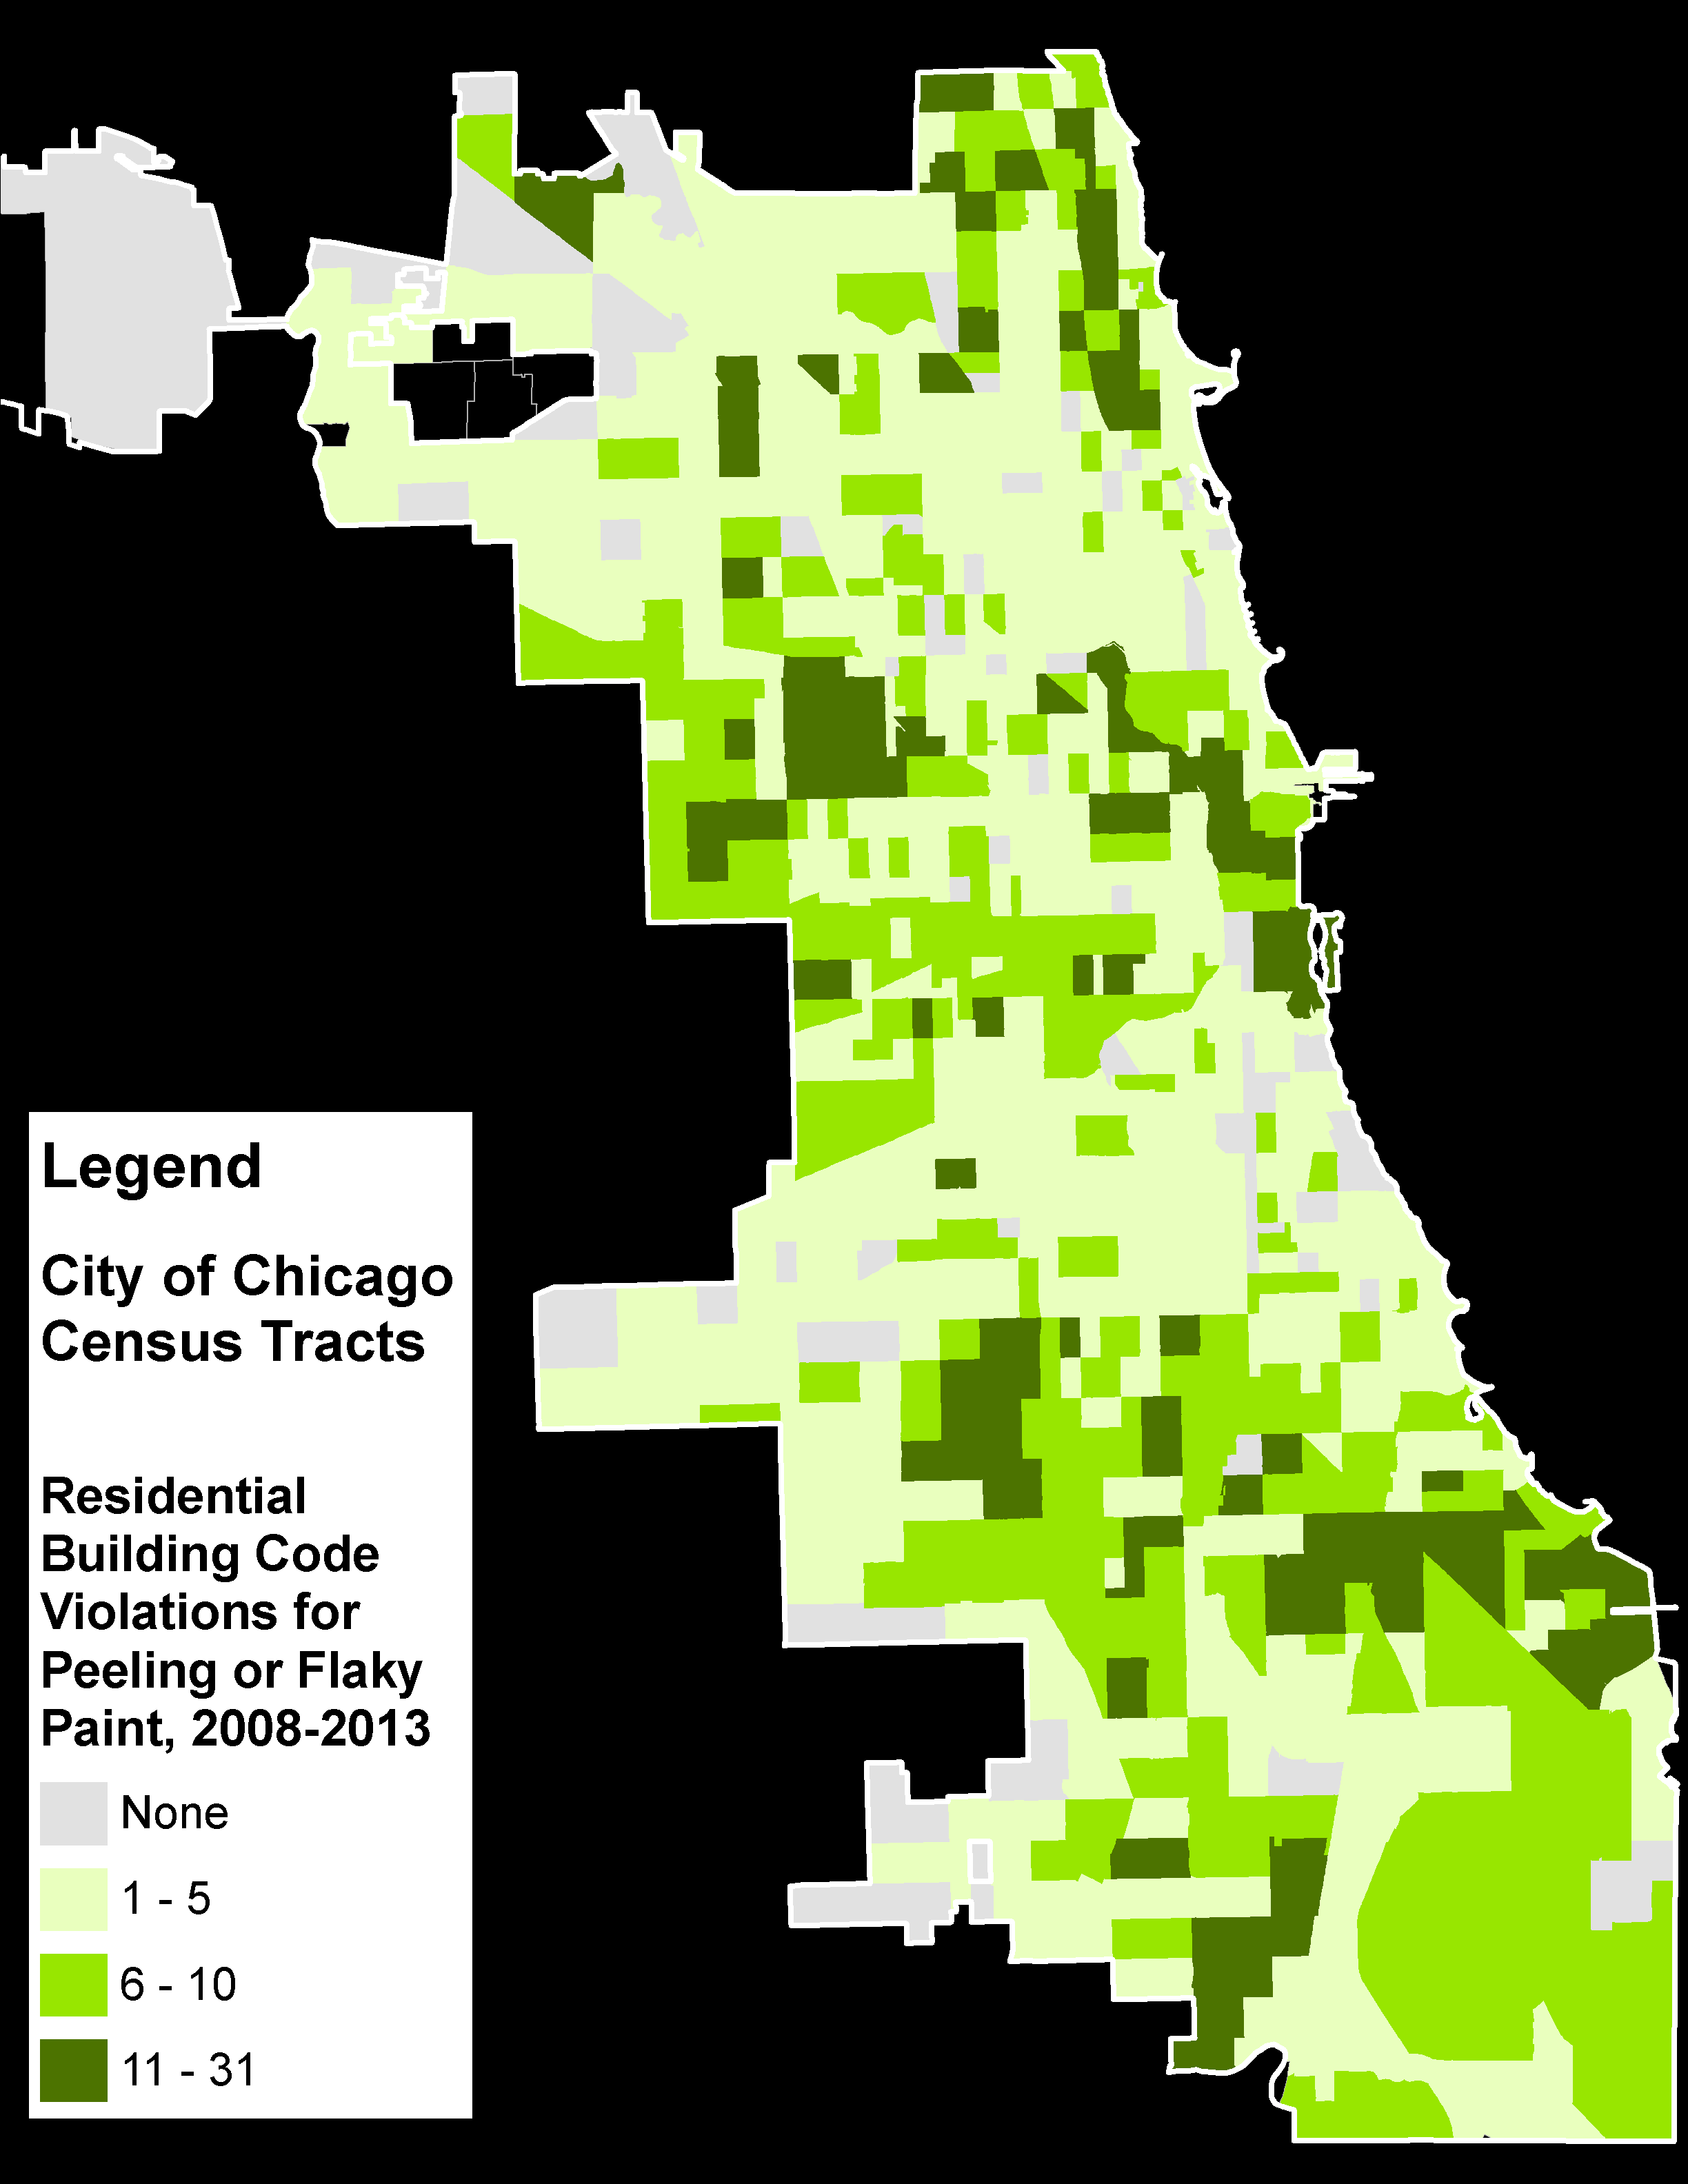 Legend
City of Chicago
Census Tracts
Residential
Building Code
Violations for
Peeling or Flaky
Paint, 2008-2013
None
1 - 5
6 - 10
11 - 31